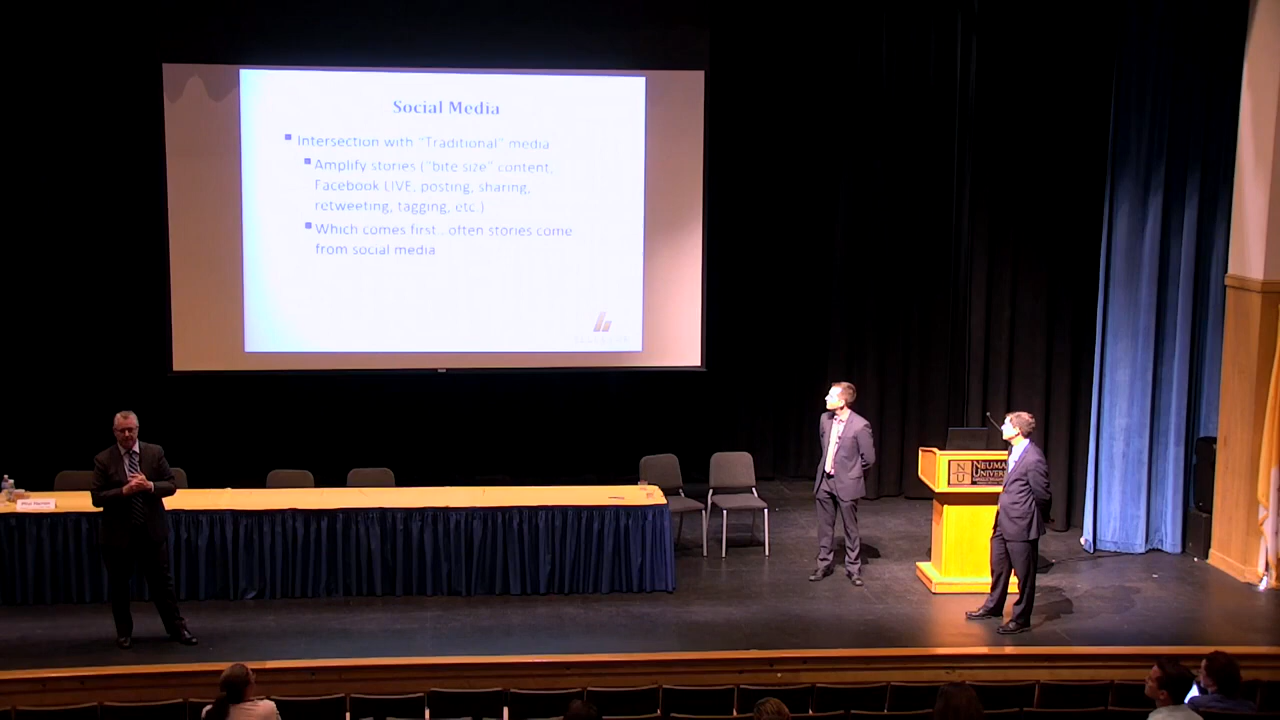 Social Media
Intersection with "Traditional" media
Amplify stories ("bite size" content,
Facebook LIVE, posting, sharing,
retweeting, tagging, etc.)
Which comes first...often stories come
from social media
N
U